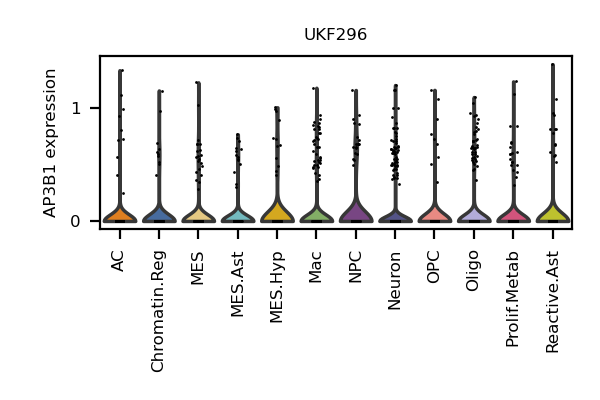 UKF296
AP3B1 expression
1
0
AC
Chromatin.Reg
MES
MES.Ast
MES.Hyp
Mac
NPC
Neuron
OPC
Oligo
Prolif.Metab
Reactive.Ast